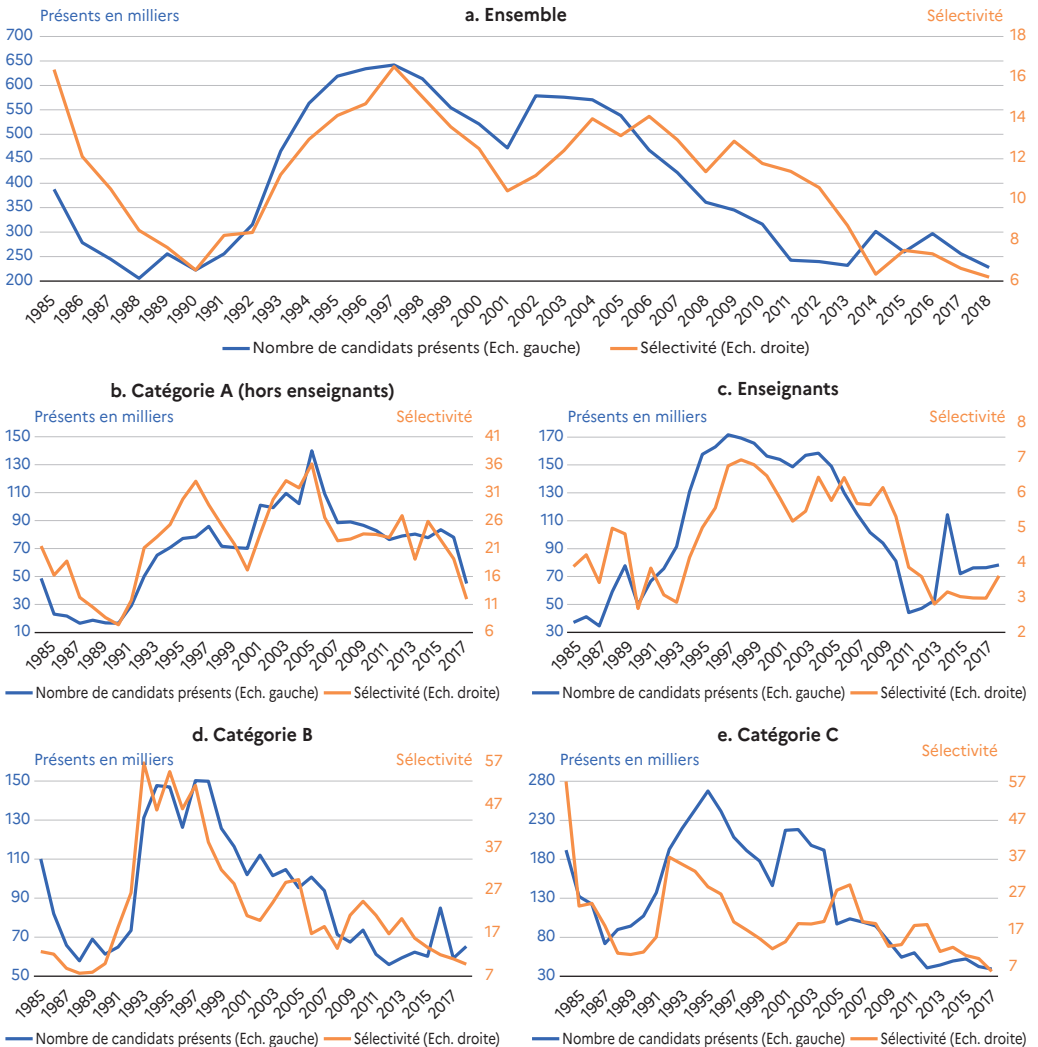 a. Ensemble
Présents en milliers Sélectivité
700 18
650
600 16
550 14
500
450 12
400 10
350
300 8
250
200 6
1985 1986 1987 1988 1989 1990 1991 1992 1993 1994 1995 1996 1997 1998 1999 2000 2001 2002 2003 2004 2005 2006 2007 2008 2009 2010 2011 2012 2013 2014 2015 2016 2017 2018
Nombre de candidats présents (Ech. gauche) Sélectivité (Ech. droite)
b. Catégorie A (hors enseignants)
Présents en milliers Sélectivité
150 41
130 36
110 31
90 26
70 21
50 16
30 11
10 6
1985 1987 1989 1991 1993 1995 1997 1999 2001 2003 2005 2007 2009 2011 2013 2015 2017
Nombre de candidats présents (Ech. gauche) Sélectivité (Ech. droite)
c. Enseignants
Présents en milliers Sélectivité
170 8
150 7
130 6
110 5
90 4
70 3
50 2
30
1985 1987 1989 1991 1993 1995 1997 1999 2001 2003 2005 2007 2009 2011 2013 2015 2017
Nombre de candidats présents (Ech. gauche) Sélectivité (Ech. droite)
d. Catégorie B
Présents en milliers Sélectivité
150 57
130 47
110 37
90 27
70 17
50 7
1985 1987 1989 1991 1993 1995 1997 1999 2001 2003 2005 2007 2009 2011 2013 2015 2017
Nombre de candidats présents (Ech. gauche) Sélectivité (Ech. droite)
e. Catégorie C
Présents en milliers Sélectivité
280 57
230 47
180 37
130 27
80 17
30 7
1985 1987 1989 1991 1993 1995 1997 1999 2001 2003 2005 2007 2009 2011 2013 2015 2017
Nombre de candidats présents (Ech. gauche) Sélectivité (Ech. droite)